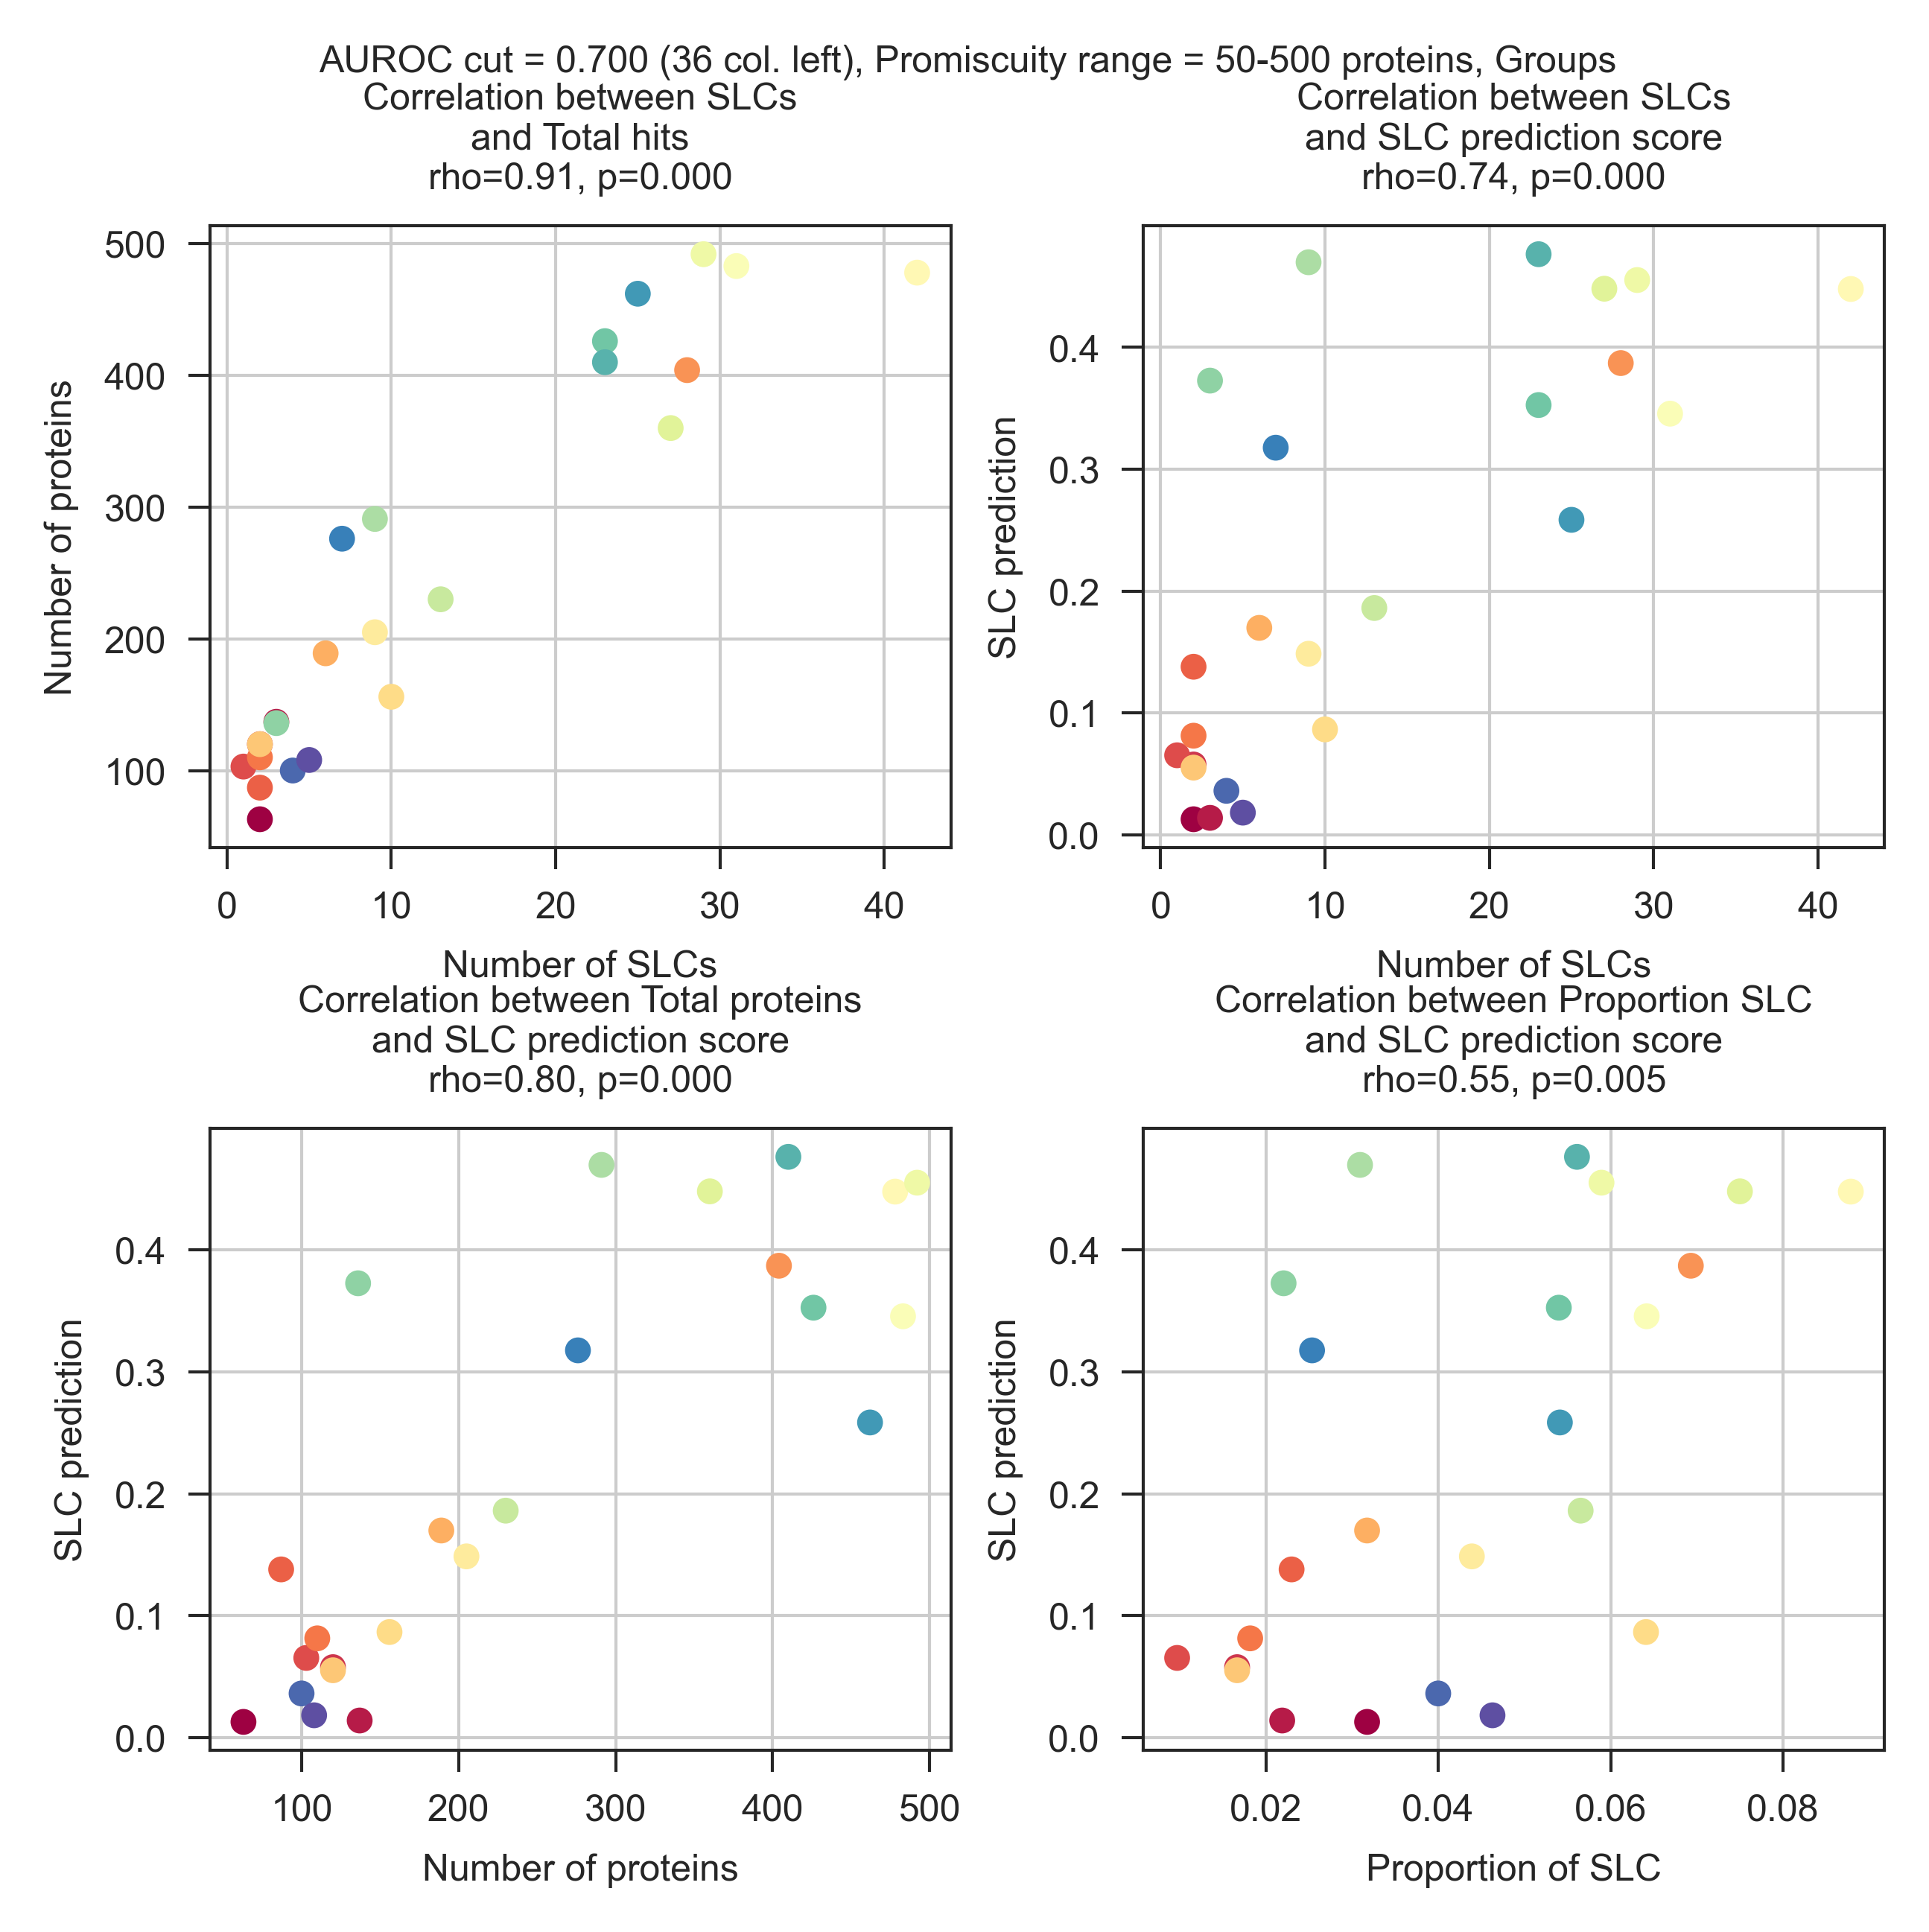 AUROC cut = 0.700 (36 col. left), Promiscuity range = 50-500 proteins, Groups
Correlation between SLCs
and Total hits
rho=0.91, p=0.000
500
400
300
200
100
Number of proteins
0 10 20 30 40
Number of SLCs
Correlation between SLCs
and SLC prediction score
rho=0.74, p=0.000
0.4
0.3
0.2
0.1
0.0
SLC prediction
0 10 20 30 40
Number of SLCs
Correlation between Total proteins
and SLC prediction score
rho=0.80, p=0.000
0.4
0.3
0.2
0.1
0.0
SLC prediction
100 200 300 400 500
Number of proteins
Correlation between Proportion SLC
and SLC prediction score
rho=0.55, p=0.005
0.4
0.3
0.2
0.1
0.0
SLC prediction
0.02 0.04 0.06 0.08
Proportion of SLC